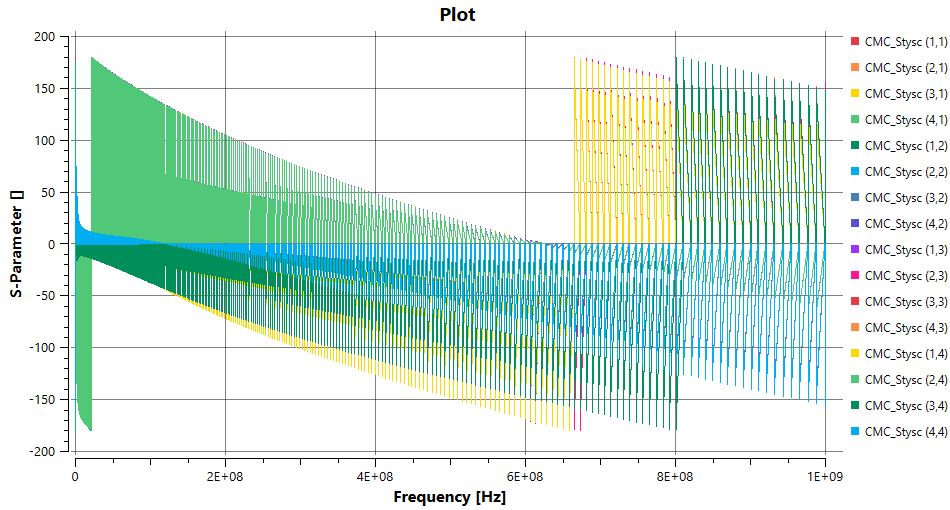 Plot
200
150
100
50
0
-50
-100
-150
-200
S-Parameter []
0
2E+08
4E+08
6E+08
8E+08
1E+09
Frequency [Hz]
CMC_Stysc (1,1)
CMC_Stysc (2,1)
CMC_Stysc (3,1)
CMC_Stysc (4,1)
CMC_Stysc (1,2)
CMC_Stysc (2,2)
CMC_Stysc (3,2)
CMC_Stysc (4,2)
CMC_Stysc (1,3)
CMC_Stysc (2,3)
CMC_Stysc (3,3)
CMC_Stysc (4,3)
CMC_Stysc (1,4)
CMC_Stysc (2,4)
CMC_Stysc (3,4)
CMC_Stysc (4,4)